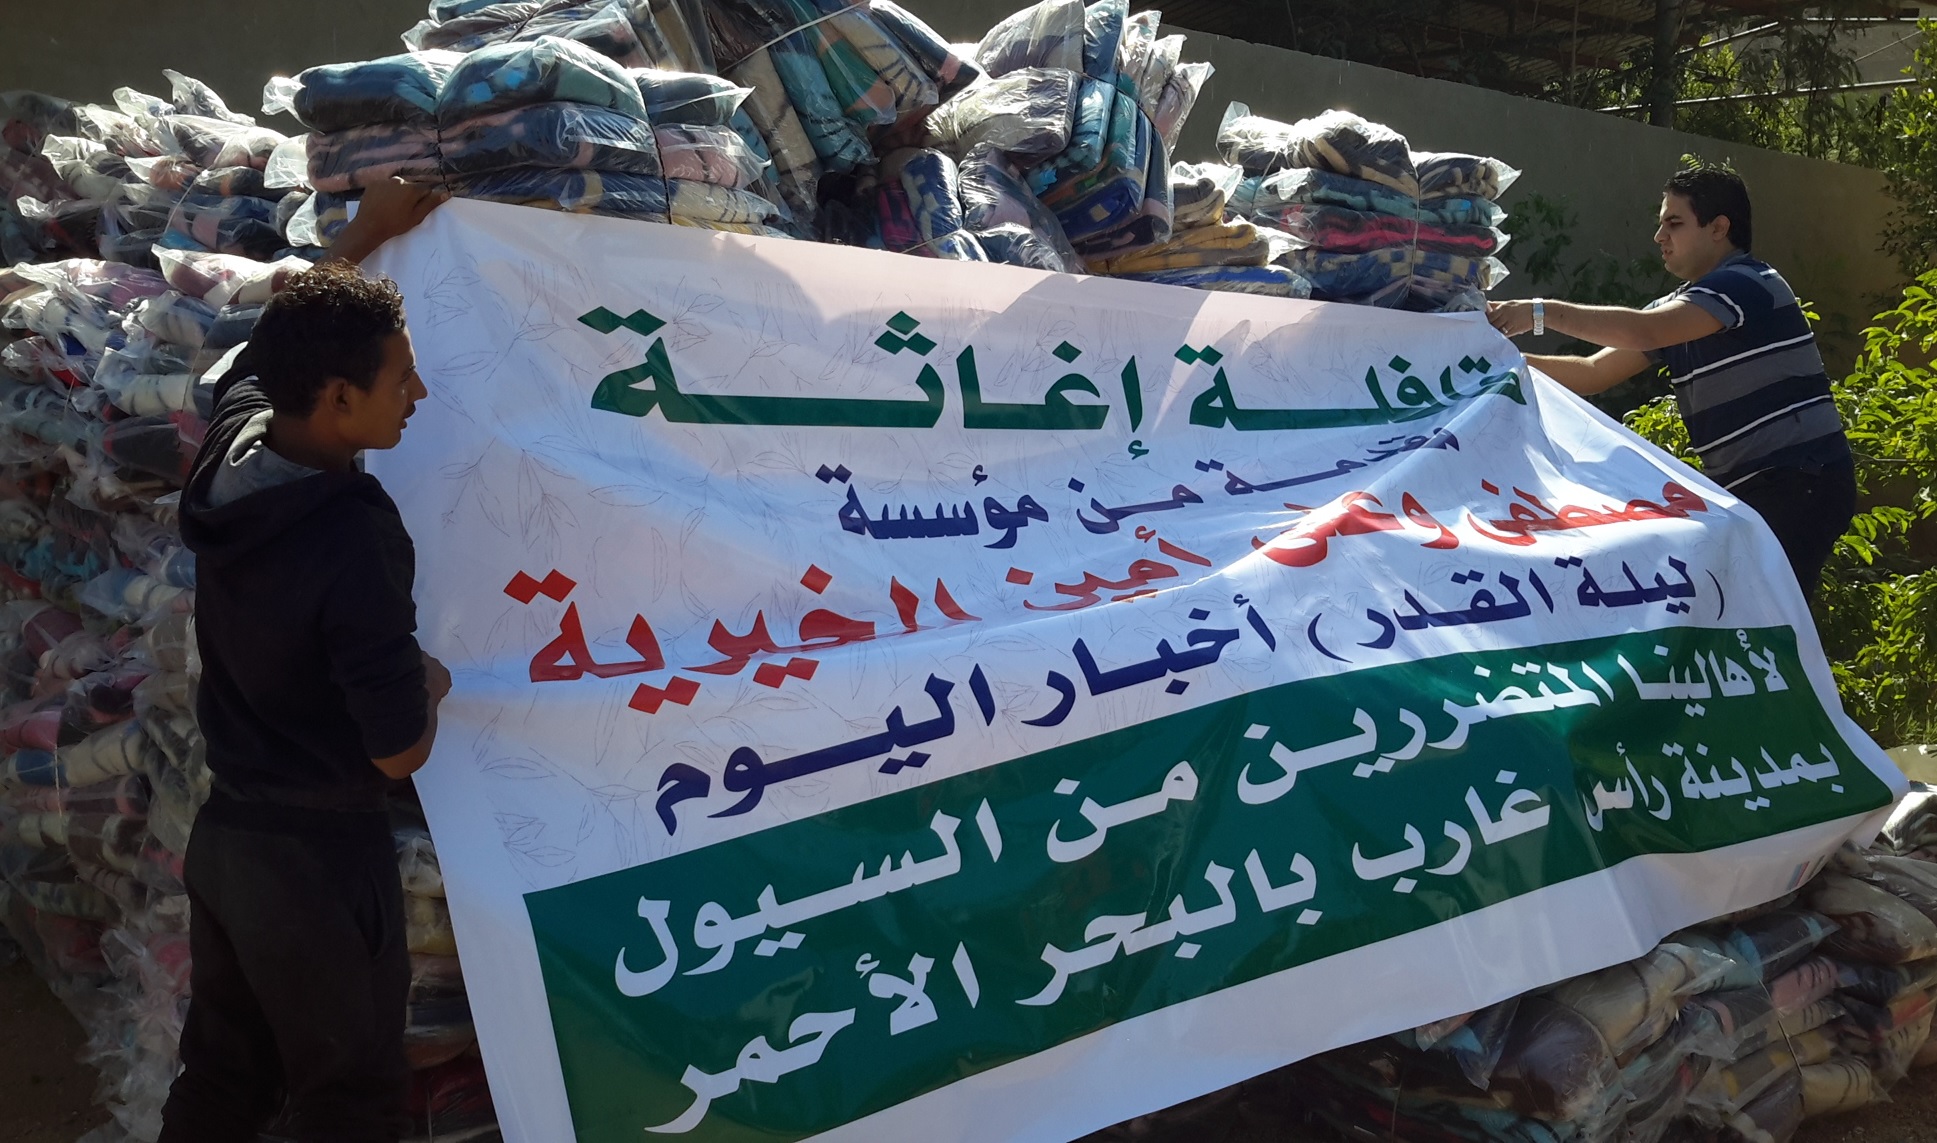 قافلة إغاثة
مقدمة من مؤسسة
مصطفى وعلى أمين الخيرية
(ليلة القدر) أخبار اليوم
لأهالينا المتضررين من السيول
بمدينة رأس غارب بالبحر الأحمر